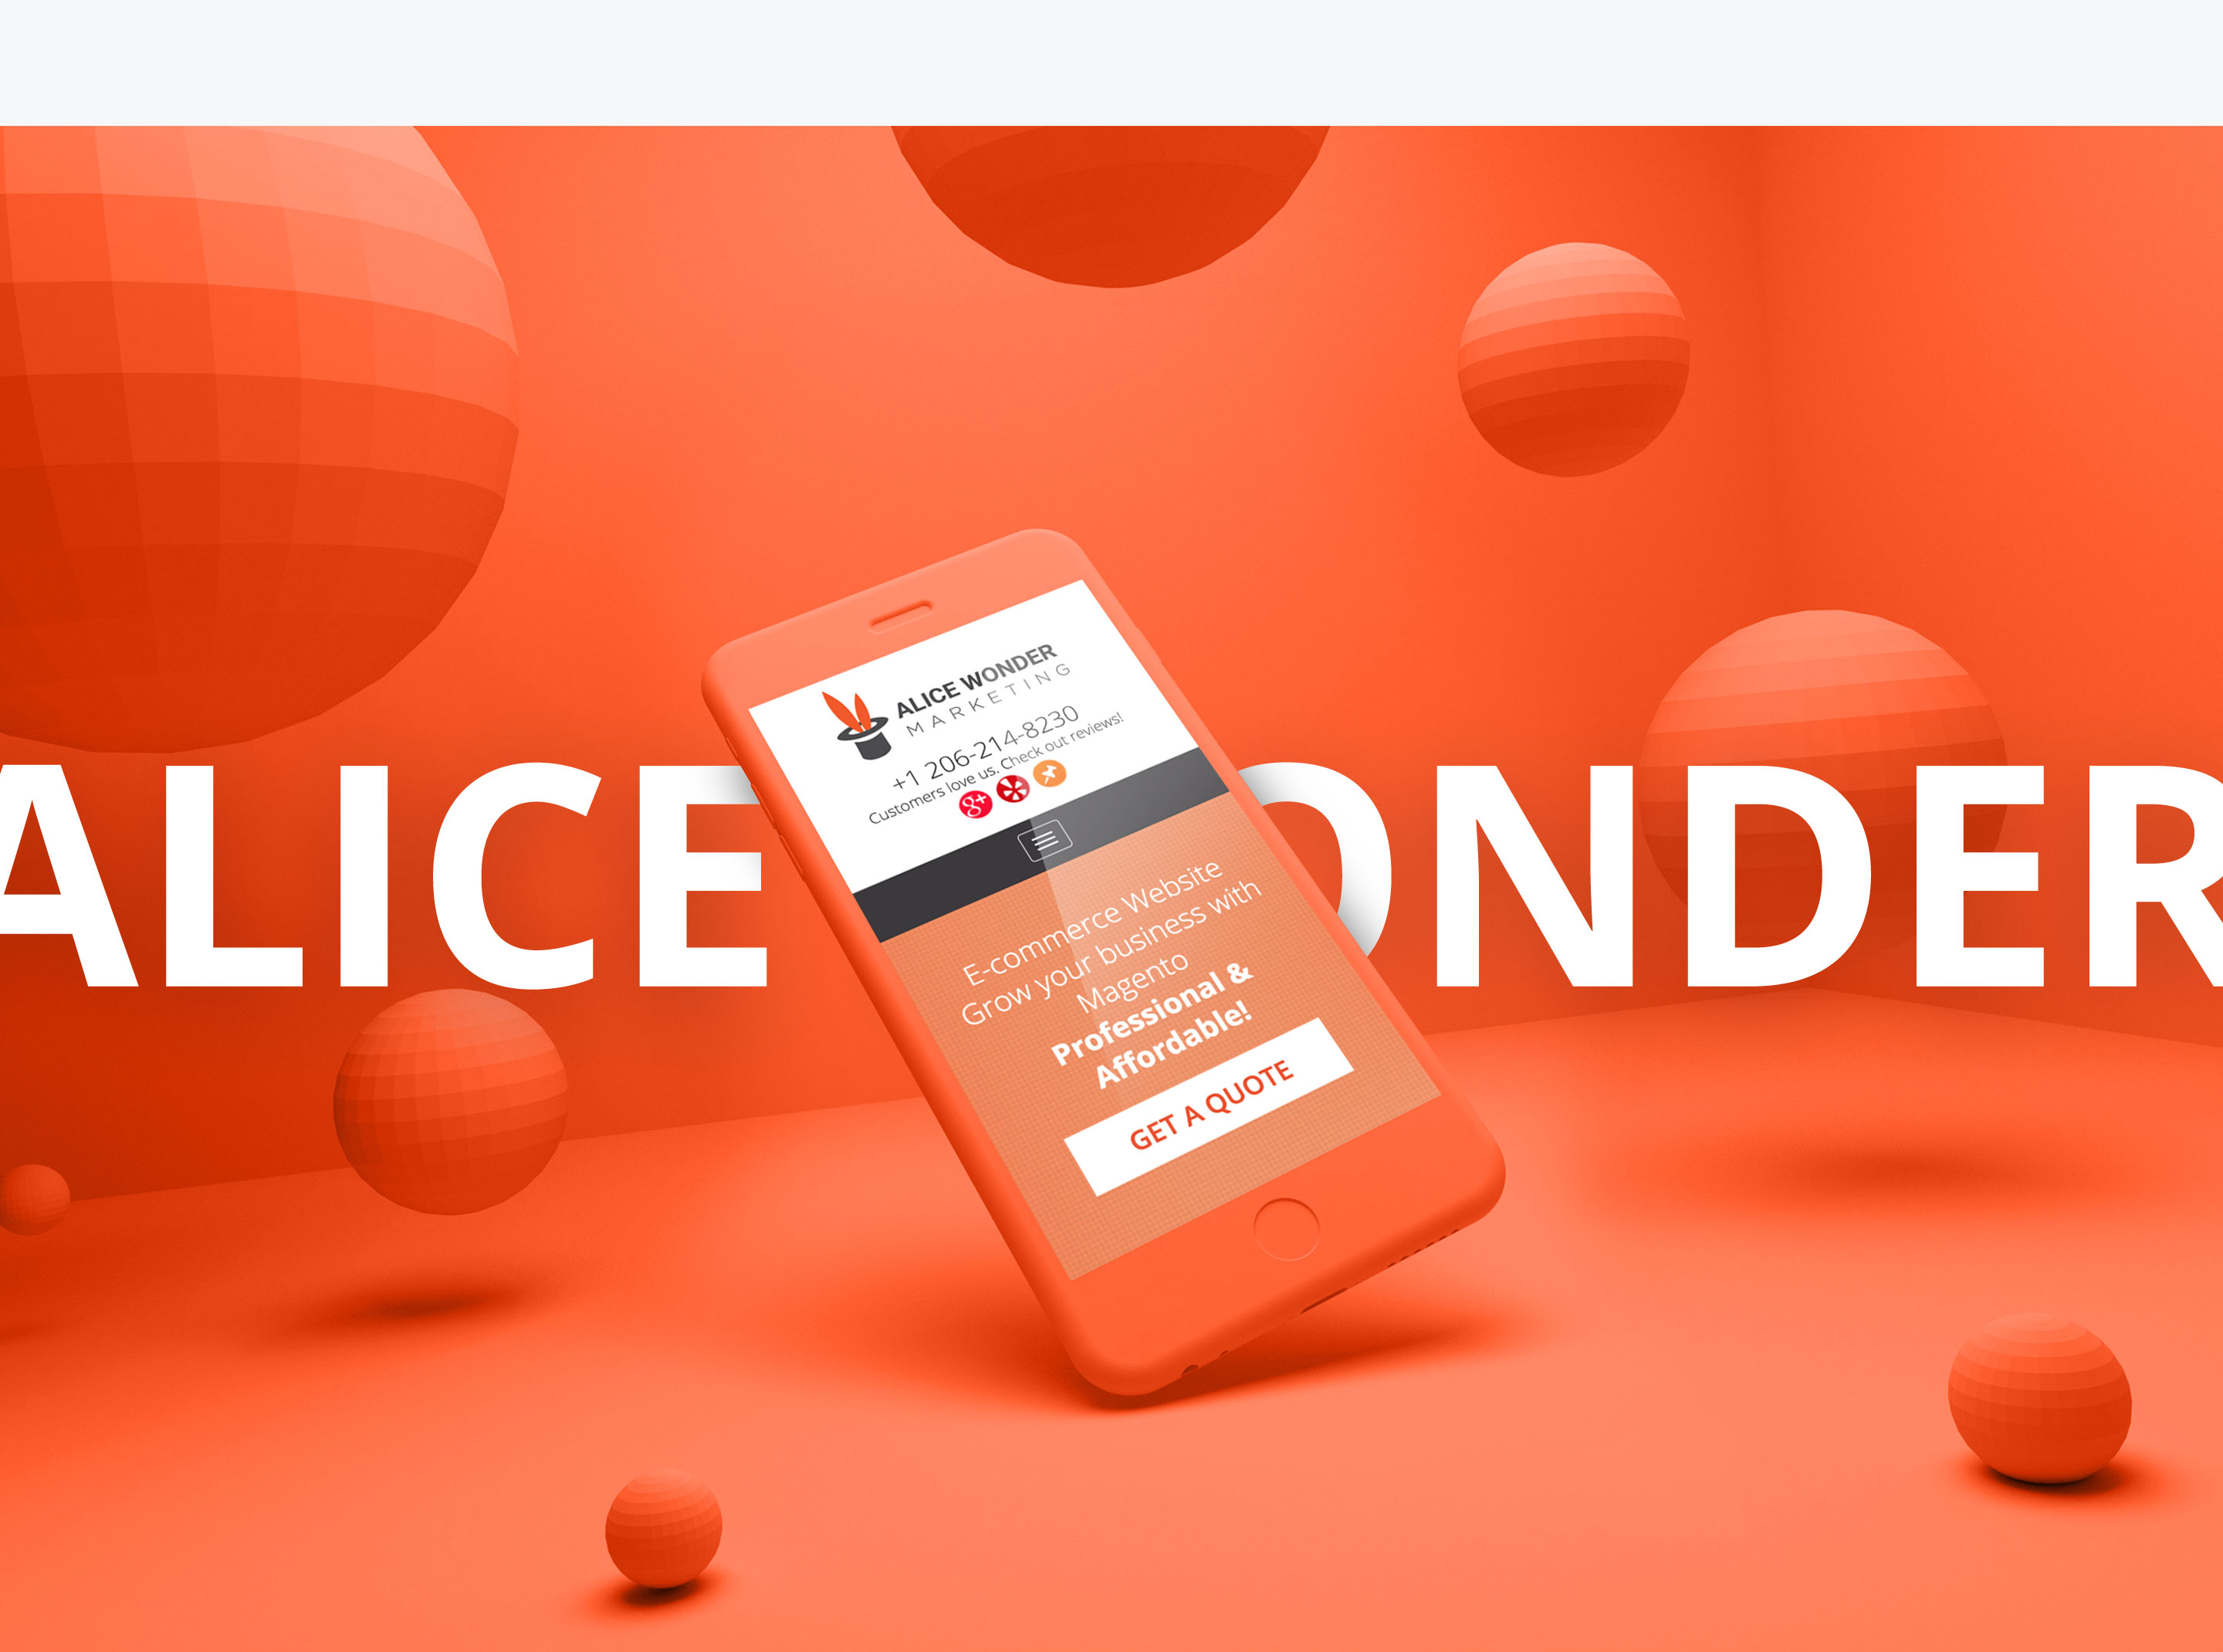 ALICE ONDER
ALICE WONDER
MARKETING
+1 206-214-8230
Customers love us. Check out reviews!
g+
E-commerce Website
Grow your business with
Magento
Professional &
Affordable!
GET A QUOTE